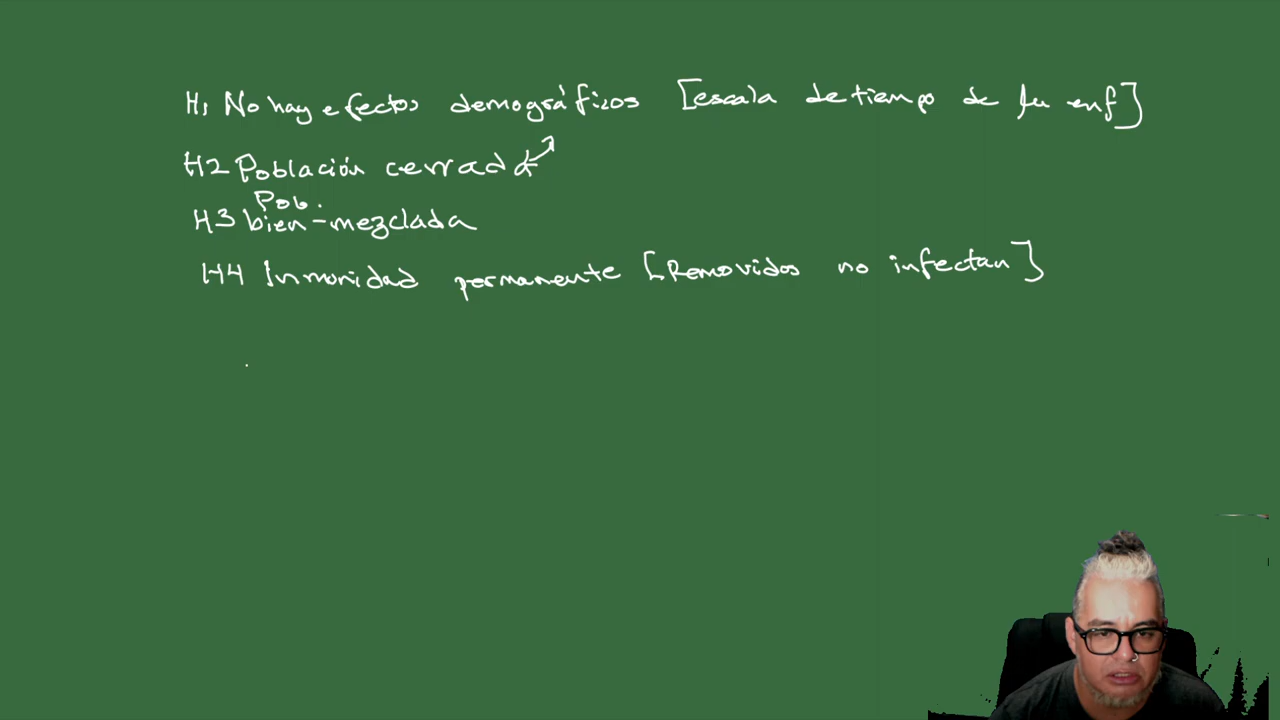 H1 No hay efectos demográficos [escala de tiempo de la enf]
H2 Población cerrada
Pob.
H3 bien-mezclada
H4 Inmunidad permanente [Removidos no infectan]